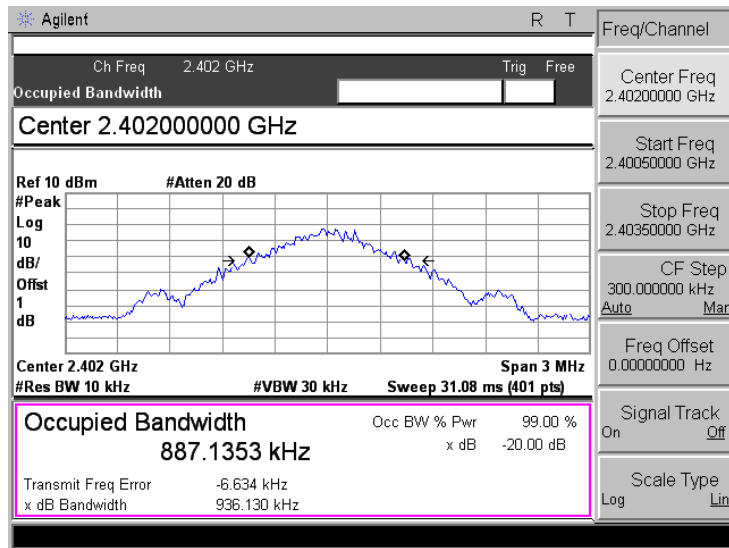 Agilent
R T
Freq/Channel
Ch Freq 2.402 GHz Trig Free
Occupied Bandwidth
Center 2.402000000 GHz
Ref 10 dBm #Atten 20 dB
#Peak
Log
10
dB/
Offst
1
dB
Center 2.402 GHz Span 3 MHz
#Res BW 10 kHz #VBW 30 kHz Sweep 31.08 ms (401 pts)
Occupied Bandwidth
887.1353 kHz
Occ BW % Pwr 99.00 %
x dB -20.00 dB
Transmit Freq Error -6.634 kHz
x dB Bandwidth 936.130 kHz
Center Freq
2.40200000 GHz
Start Freq
2.40050000 GHz
Stop Freq
2.40350000 GHz
CF Step
300.000000 kHz
Auto Mar
Freq Offset
0.00000000 Hz
Signal Track
On Off
Scale Type
Log Lin